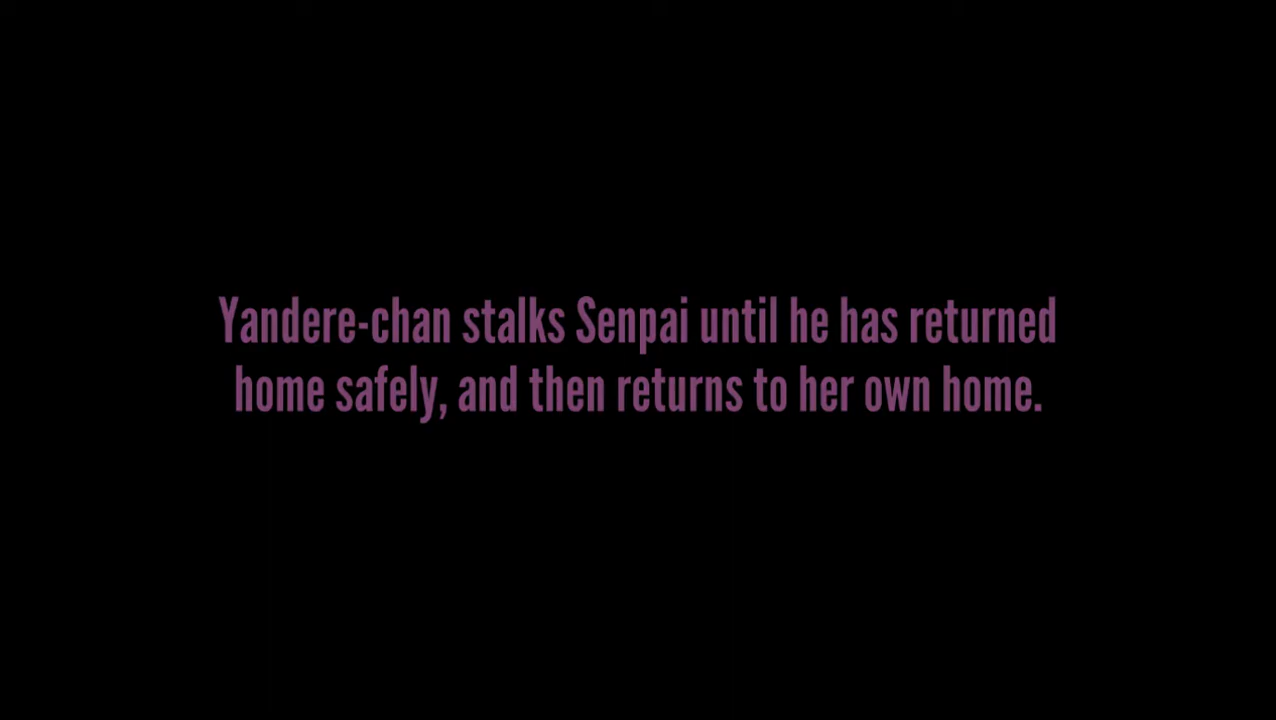 Yandere-chan stalks Senpai until he has returned
home safely, and then returns to her own home.